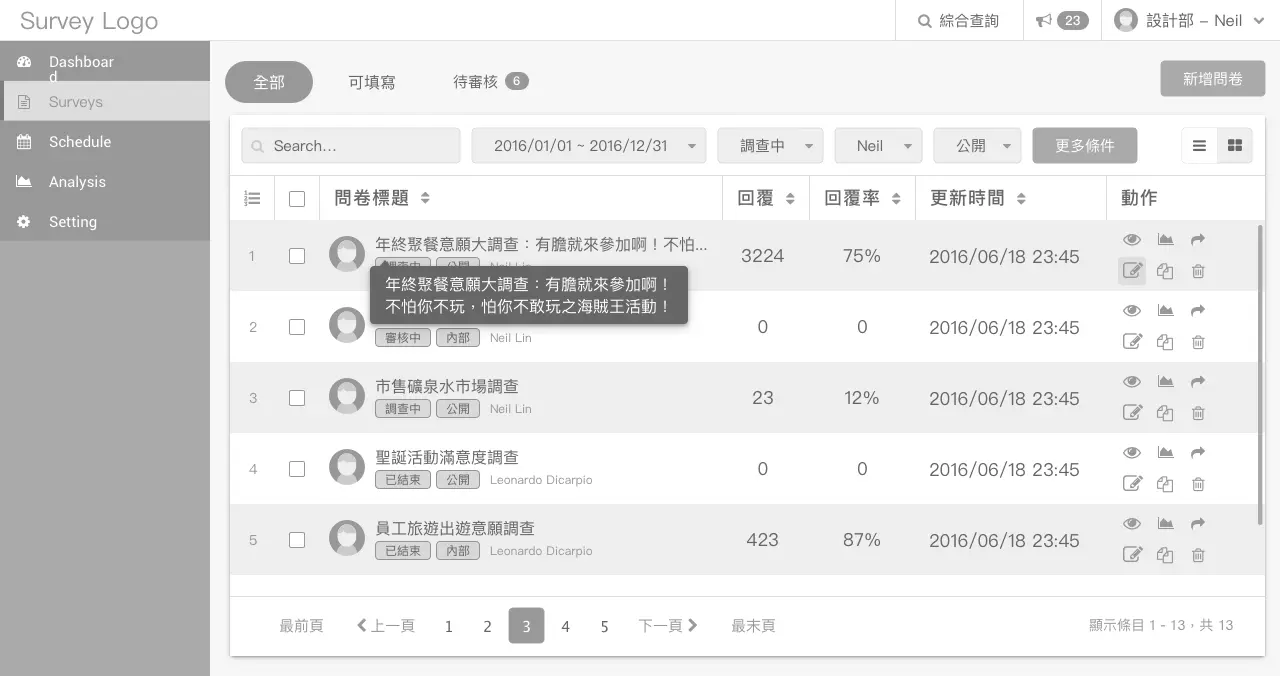 Survey Logo
綜合查詢
23
設計部 – Neil
Dashboar
d
Surveys
Schedule
Analysis
Setting
全部
可填寫
待審核 6
新增問卷
Search...
2016/01/01 ~ 2016/12/31
調查中
Neil
公開
更多條件
問卷標題
回覆
回覆率
更新時間
動作
1
年終聚餐意願大調查：有膽就來參加啊！不怕...
3224
75%
2016/06/18 23:45
年終聚餐意願大調查：有膽就來參加啊！
不怕你不玩，怕你不敢玩之海賊王活動！
2
審核中 內部 Neil Lin
0
0
2016/06/18 23:45
3
市售礦泉水市場調查
調查中 公開 Neil Lin
23
12%
2016/06/18 23:45
4
聖誕活動滿意度調查
已結束 公開 Leonardo Dicarpio
0
0
2016/06/18 23:45
5
員工旅遊出遊意願調查
已結束 內部 Leonardo Dicarpio
423
87%
2016/06/18 23:45
最前頁 上一頁 1 2 3 4 5 下一頁 最末頁
顯示條目 1 - 13，共 13